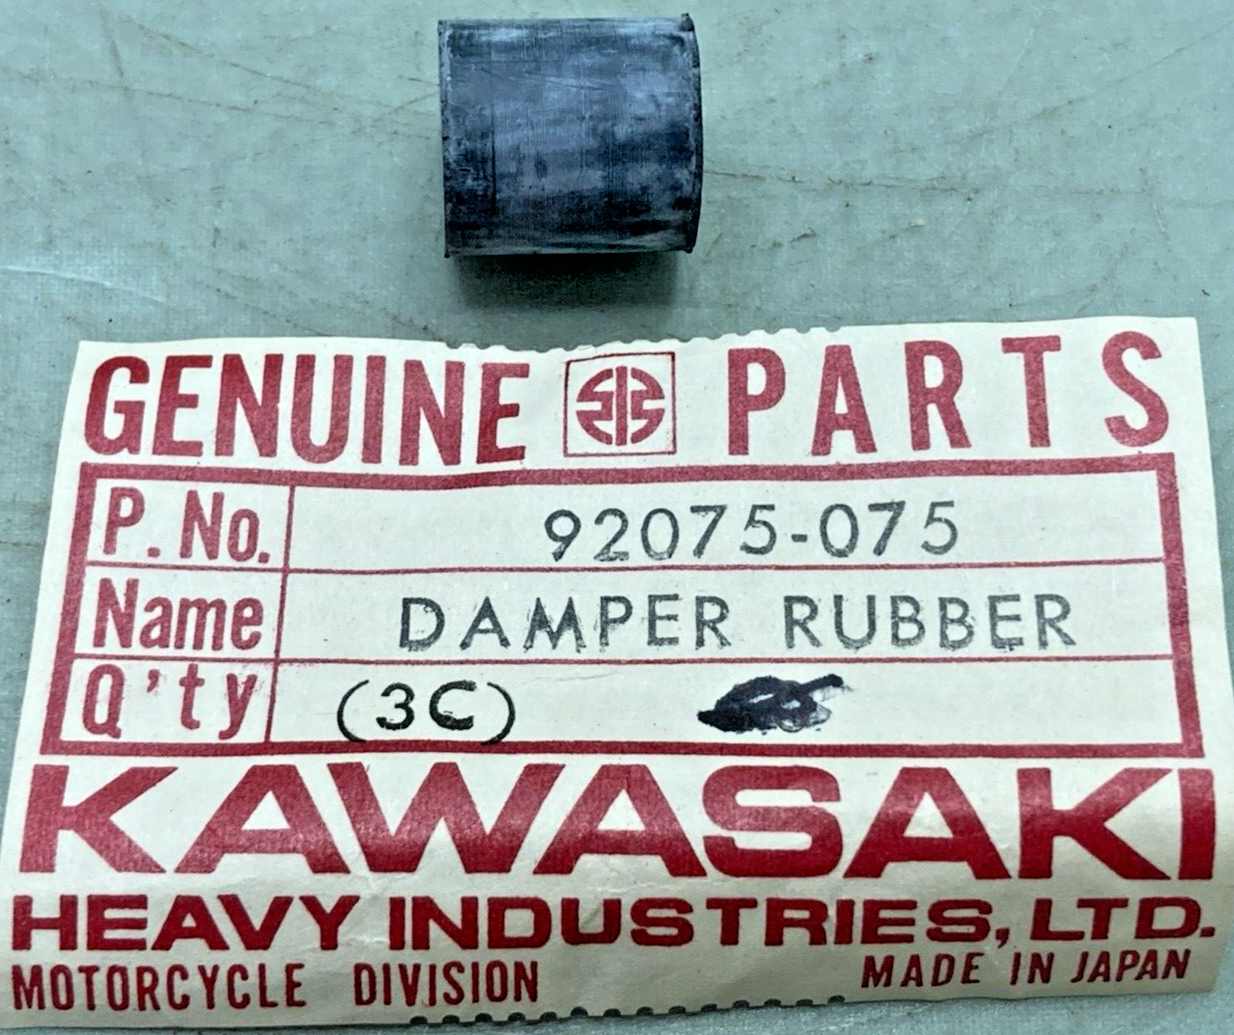 GENUINE PARTS
P. No. 92075-075
Name DAMPER RUBBER
Q'ty (3C)
KAWASAKI
HEAVY INDUSTRIES, LTD.
MOTORCYCLE DIVISION MADE IN JAPAN